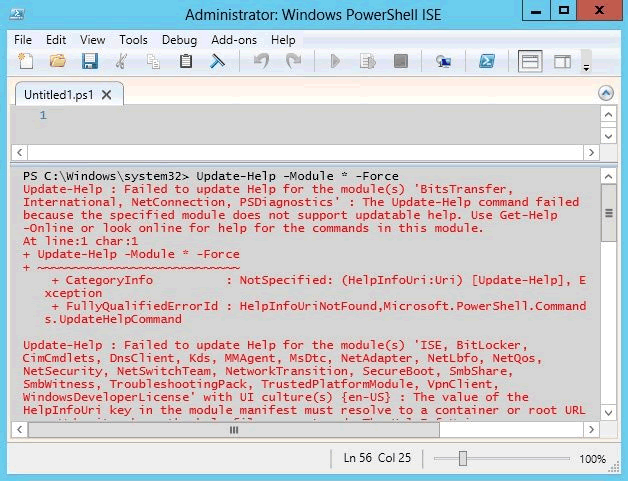 Administrator: Windows PowerShell ISE
File Edit View Tools Debug Add-ons Help
Untitled1.ps1
1
PS C:\Windows\system32> Update-Help -Module * -Force
Update-Help : Failed to update Help for the module(s) 'BitsTransfer,
International, NetConnection, PSDiagnostics' : The Update-Help command failed
because the specified module does not support updatable help. Use Get-Help
-Online or look online for help for the commands in this module.
At line:1 char:1
+ Update-Help -Module * -Force
+ ~~~~~~~~~~~~~~~~~~~~~~~~~~~~
+ CategoryInfo : NotSpecified: (HelpInfoUri:Uri) [Update-Help], E
xception
+ FullyQualifiedErrorId : HelpInfoUriNotFound,Microsoft.PowerShell.Command
s.UpdateHelpCommand
Update-Help : Failed to update Help for the module(s) 'ISE, BitLocker,
CimCmdlets, DnsClient, Kds, MMAgent, MsDtc, NetAdapter, NetLbfo, NetQos,
NetSecurity, NetSwitchTeam, NetworkTransition, SecureBoot, SmbShare,
SmbWitness, TroubleshootingPack, TrustedPlatformModule, VpnClient,
WindowsDeveloperLicense' with UI culture(s) {en-US} : The value of the
HelpInfoUri key in the module manifest must resolve to a container or root URL
Ln 56 Col 25
100%